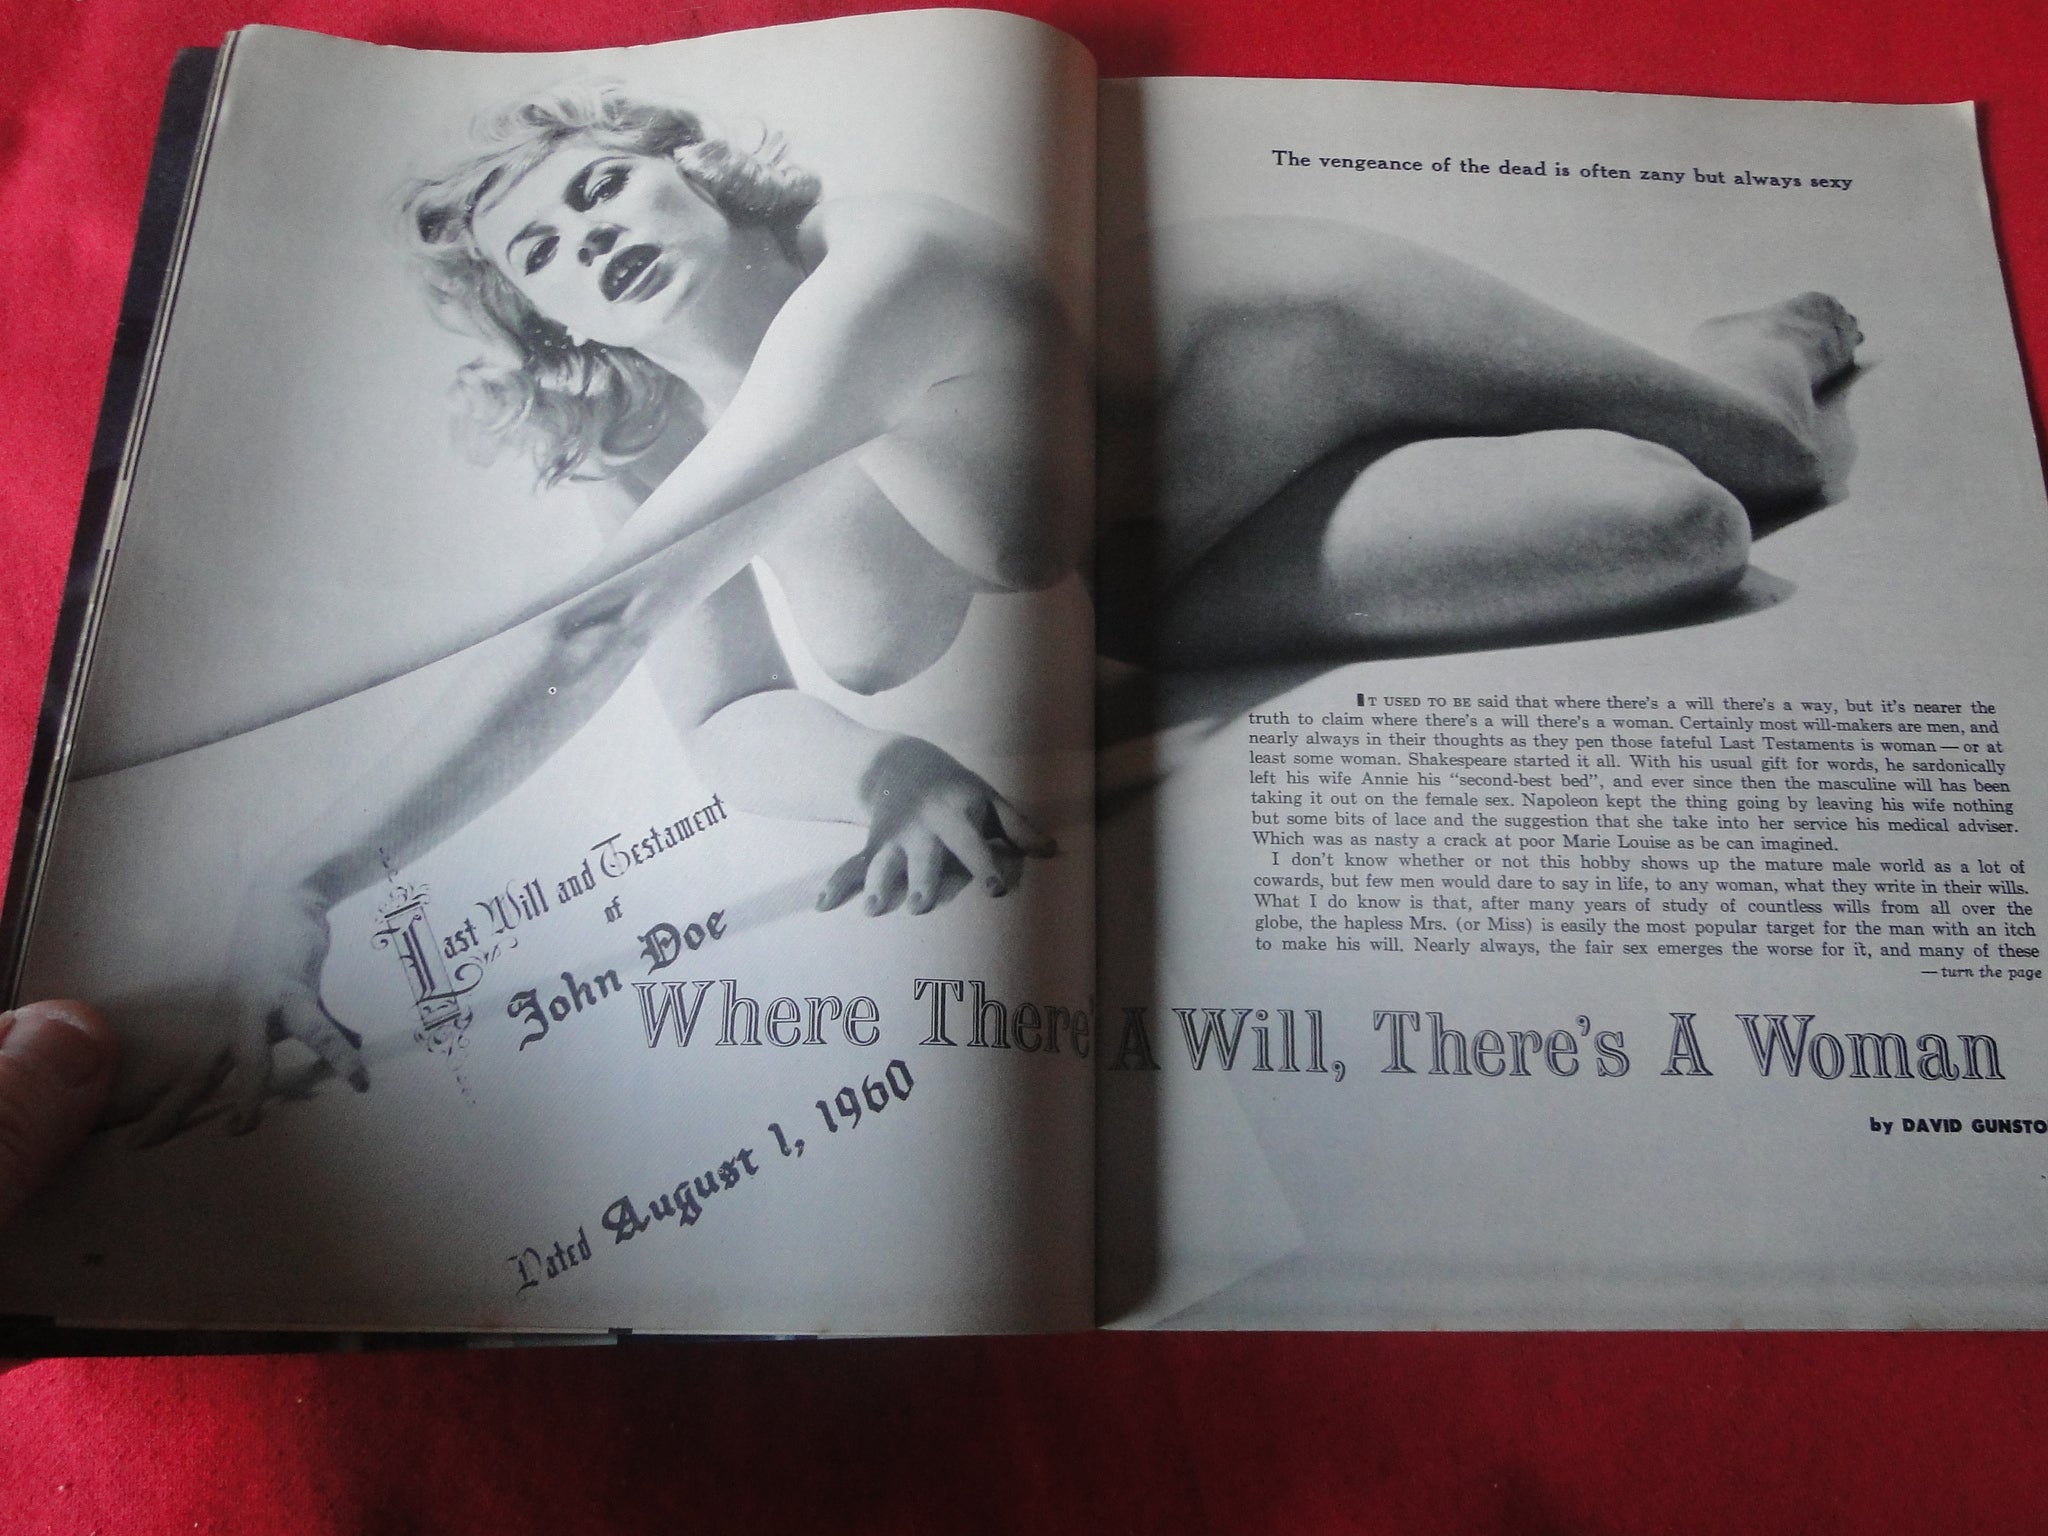 Last Will and Testament
of
John Doe
Dated August 1, 1960
The vengeance of the dead is often zany but always sexy
IT USED TO BE said that where there's a will there's a way, but it's nearer the
truth to claim where there's a will there's a woman. Certainly most will-makers are men, and
nearly always in their thoughts as they pen those fateful Last Testaments is woman — or at
least some woman. Shakespeare started it all. With his usual gift for words, he sardonically
left his wife Annie his “second-best bed”, and ever since then the masculine will has been
taking it out on the female sex. Napoleon kept the thing going by leaving his wife nothing
but some bits of lace and the suggestion that she take into her service his medical adviser.
Which was as nasty a crack at poor Marie Louise as be can imagined.
I don't know whether or not this hobby shows up the mature male world as a lot of
cowards, but few men would dare to say in life, to any woman, what they write in their wills.
What I do know is that, after many years of study of countless wills from all over the
globe, the hapless Mrs. (or Miss) is easily the most popular target for the man with an itch
to make his will. Nearly always, the fair sex emerges the worse for it, and many of these
— turn the page
Where There' A Will, There's A Woman
by DAVID GUNSTO